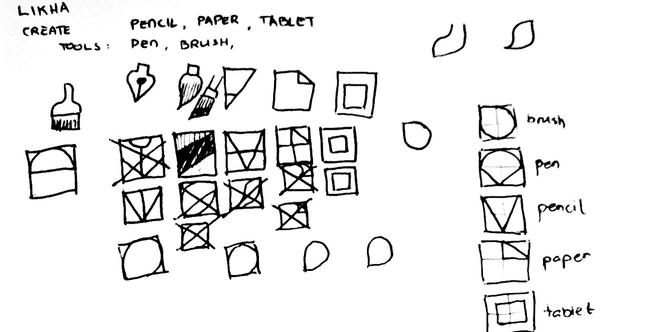 LIKHA
CREATE PENCIL, PAPER, TABLET
TOOLS: PEN, BRUSH,
brush
pen
pencil
paper
tablet